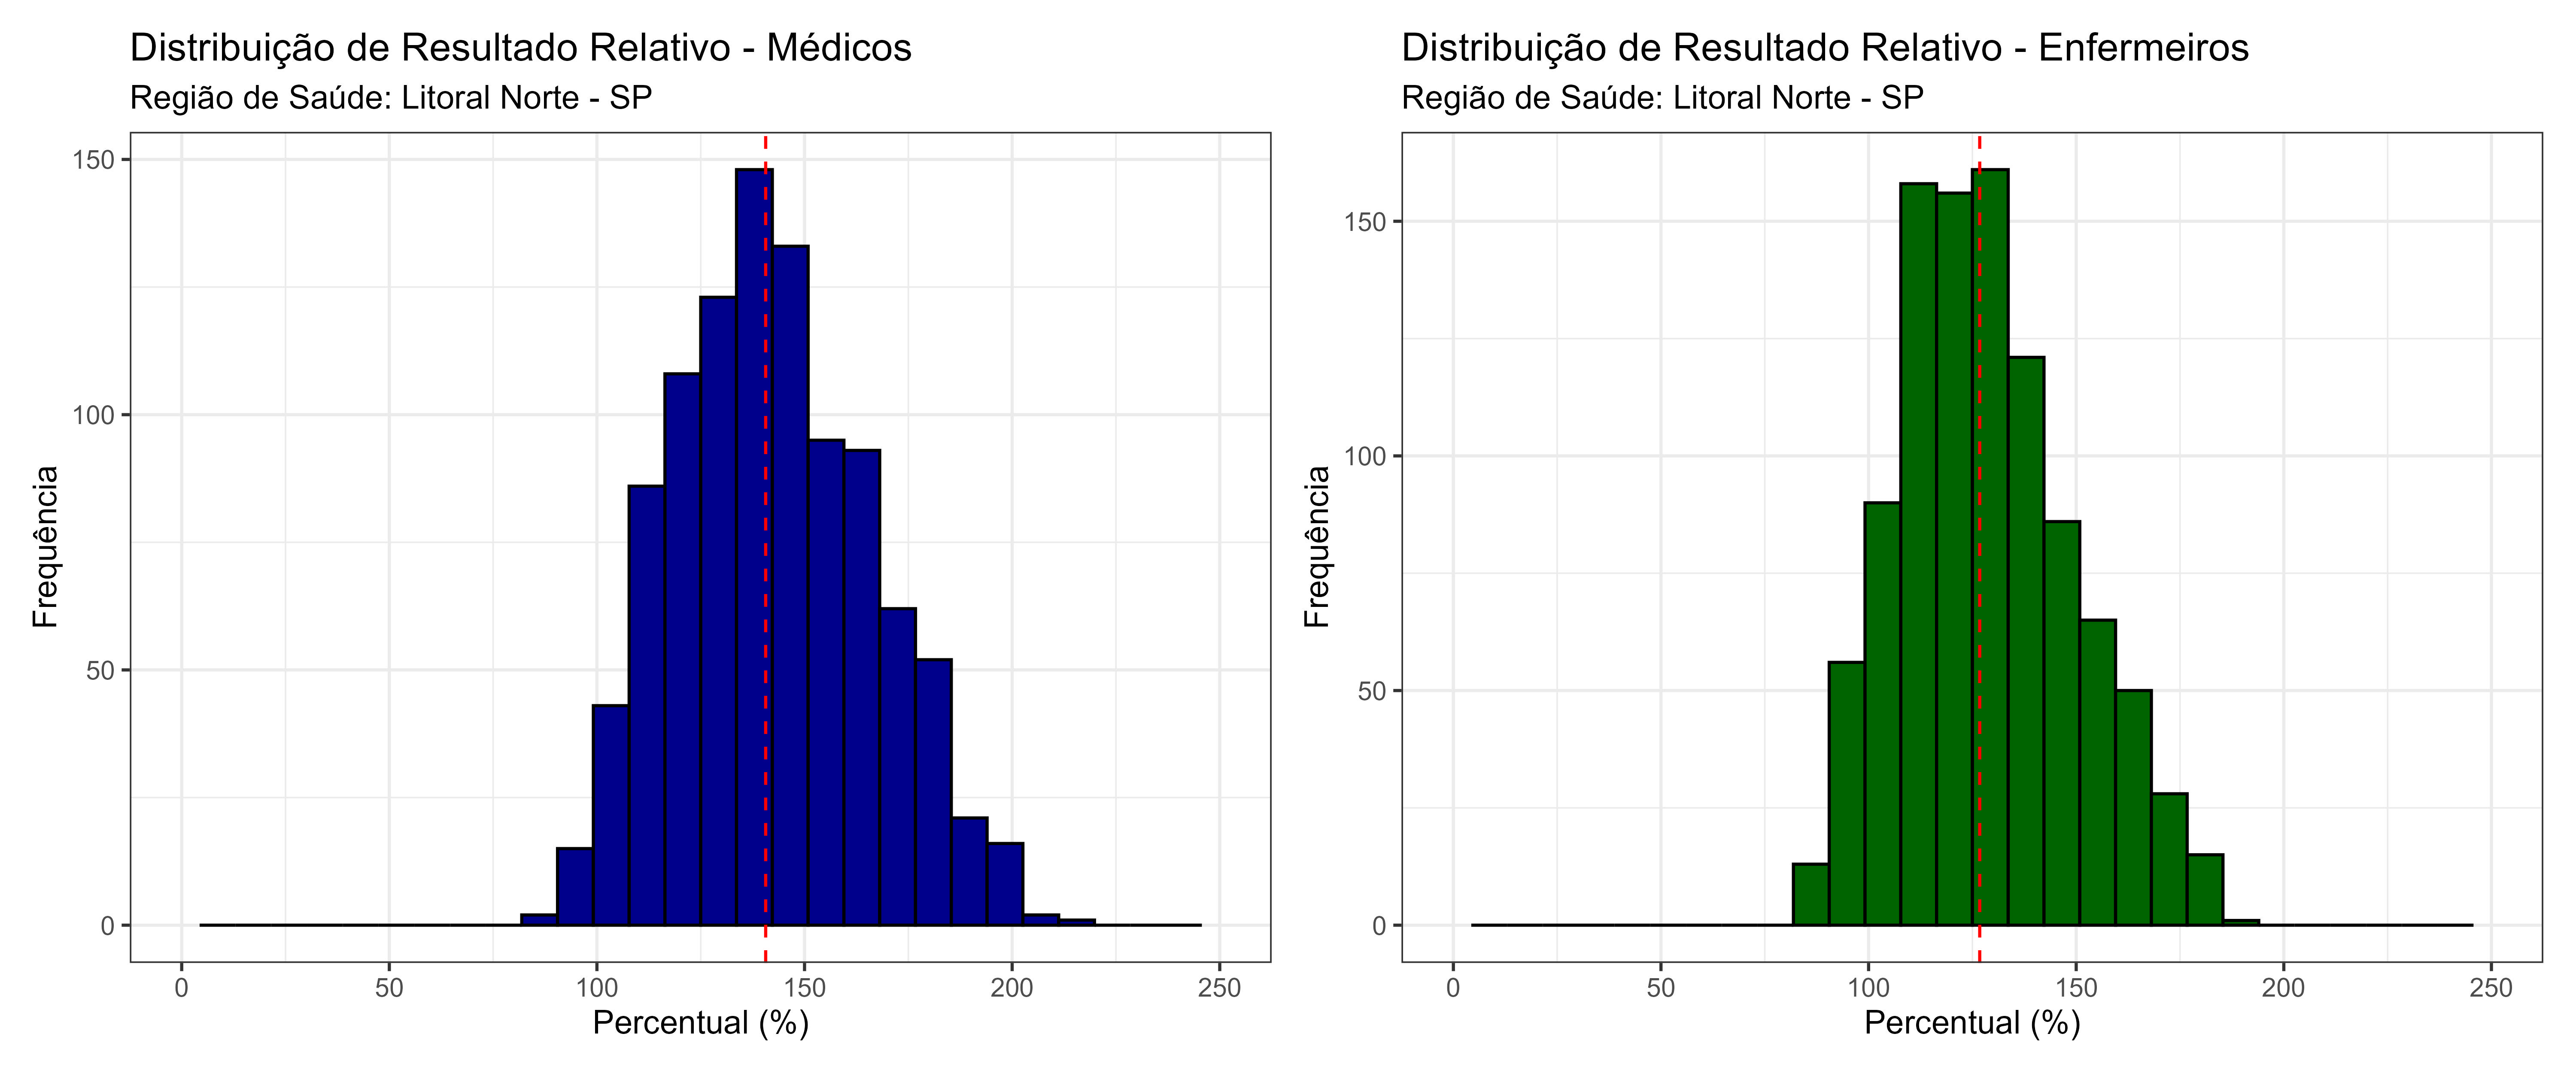 Distribuição de Resultado Relativo - Médicos
Região de Saúde: Litoral Norte - SP
150
100
50
0
Frequência
0 50 100 150 200 250
Percentual (%)
Distribuição de Resultado Relativo - Enfermeiros
Região de Saúde: Litoral Norte - SP
150
100
50
0
Frequência
0 50 100 150 200 250
Percentual (%)